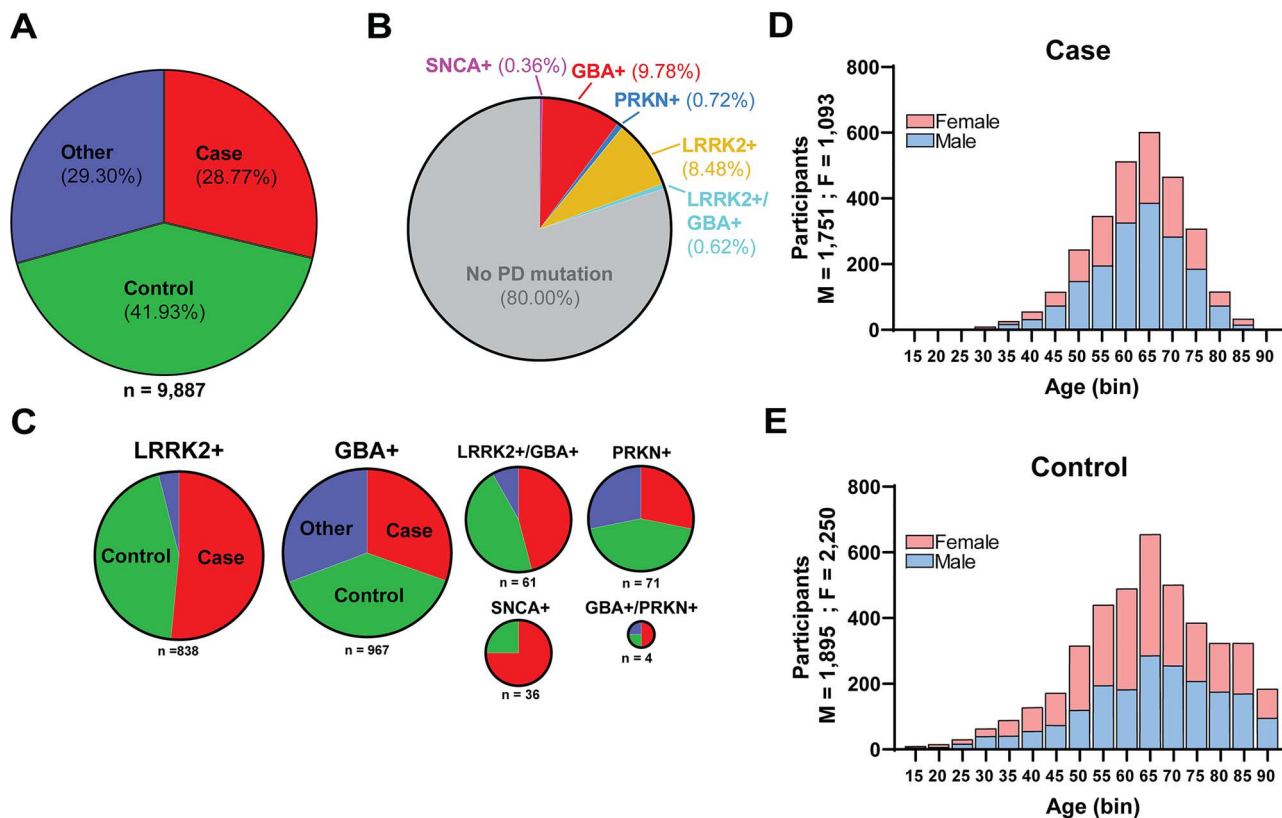 A
Other
(29.30%)
Case
(28.77%)
Control
(41.93%)
n = 9,887
B
SNCA+ (0.36%)
GBA+ (9.78%)
PRKN+ (0.72%)
LRRK2+
(8.48%)
LRRK2+/
GBA+
(0.62%)
No PD mutation
(80.00%)
C
LRRK2+
Control
Case
n =838
GBA+
Other
Case
Control
n = 967
LRRK2+/GBA+
n = 61
PRKN+
n = 71
SNCA+
n = 36
GBA+/PRKN+
n = 4
D
Case
Participants
M = 1,751 ; F = 1,093
800
600
400
200
0
Female
Male
15 20 25 30 35 40 45 50 55 60 65 70 75 80 85 90
Age (bin)
E
Control
Participants
M = 1,895 ; F = 2,250
800
600
400
200
0
Female
Male
15 20 25 30 35 40 45 50 55 60 65 70 75 80 85 90
Age (bin)